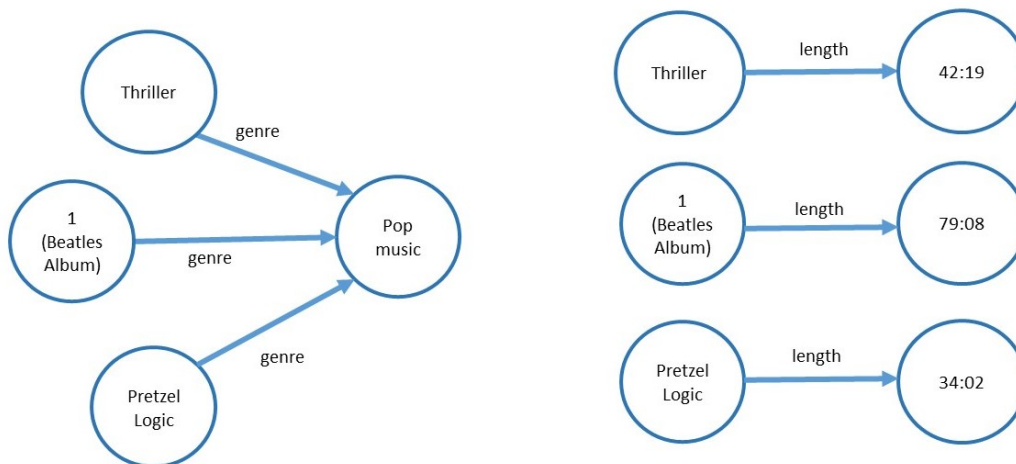 Thriller
genre
1
(Beatles
Album)
genre
Pop
music
genre
Pretzel
Logic
Thriller
length
42:19
1
(Beatles
Album)
length
79:08
Pretzel
Logic
length
34:02